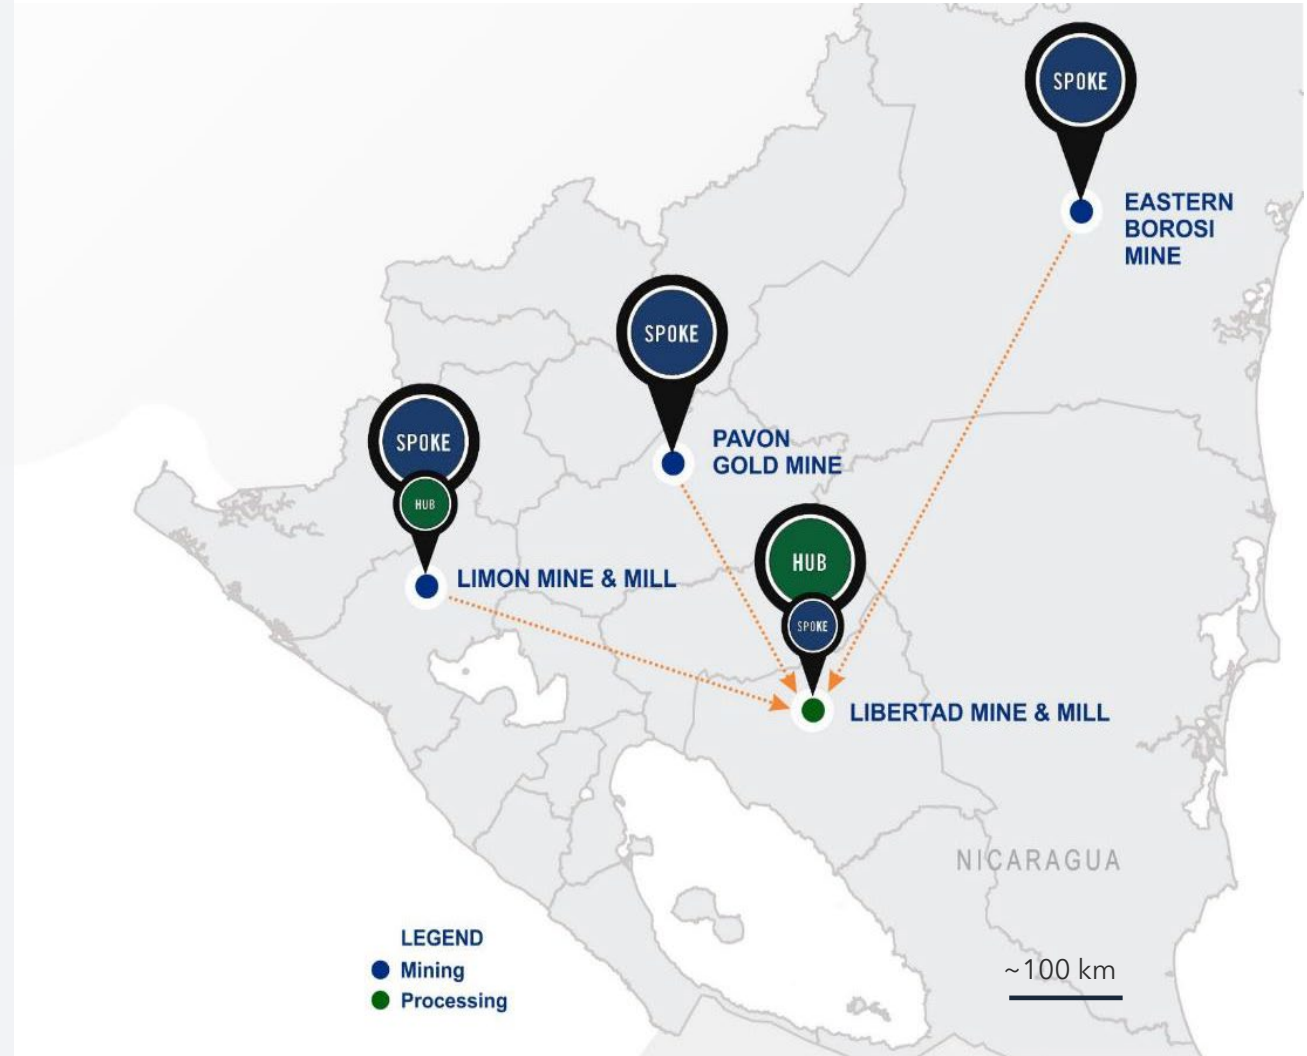 SPOKE
EASTERN
BOROSI
MINE
SPOKE
PAVON
GOLD MINE
SPOKE
HUB
LIMON MINE & MILL
HUB
SPOKE
LIBERTAD MINE & MILL
NICARAGUA
LEGEND
Mining
Processing
~100 km